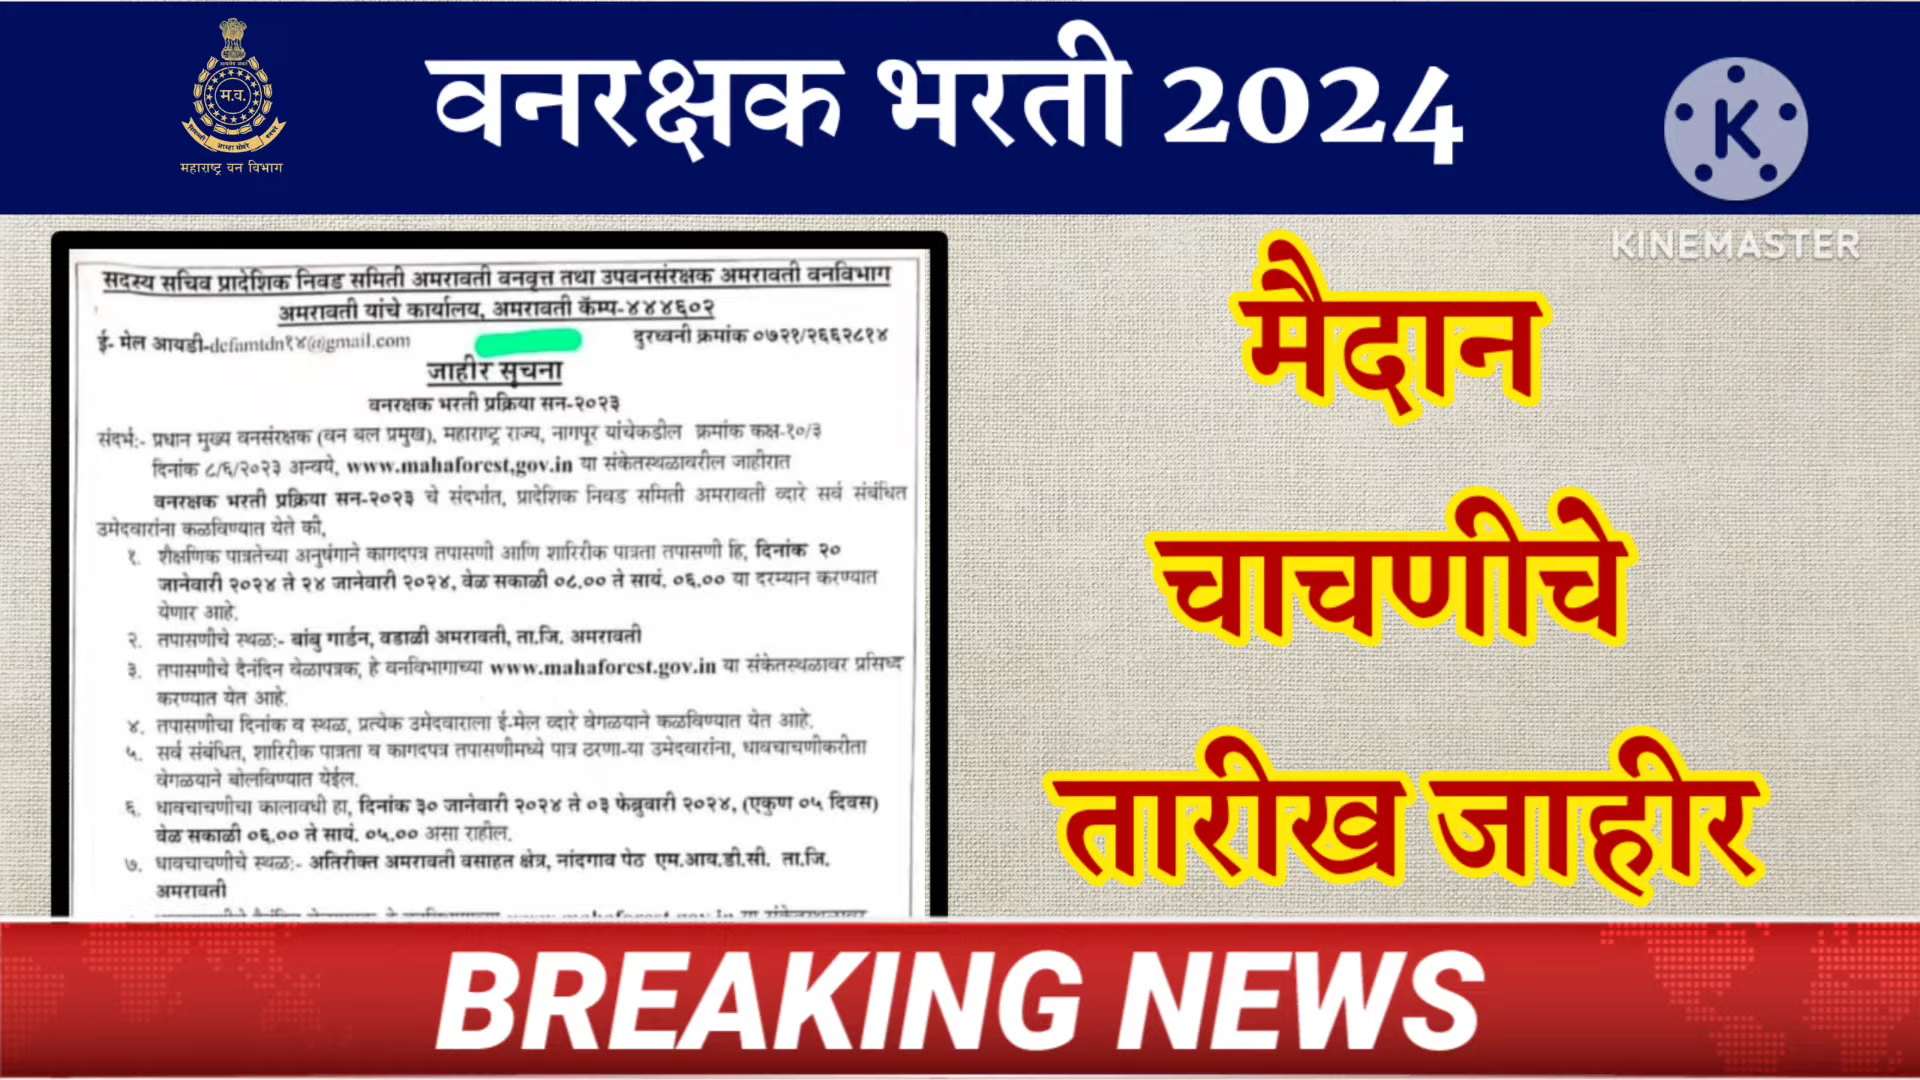 वनरक्षक भरती 2024
म.व.
महाराष्ट्र वन विभाग
K
KINEMASTER
सदस्य सचिव प्रादेशिक निवड समिती अमरावती वनवृत्त तथा उपवनसंरक्षक अमरावती वनविभाग
अमरावती यांचे कार्यालय, अमरावती कॅम्प-४४४६०२
ई- मेल आयडी-dcfamtdn१४@gmail.com दुरध्वनी क्रमांक ०७२१/२६६२८१४
जाहीर सूचना
वनरक्षक भरती प्रक्रिया सन-२०२३
संदर्भ:- प्रधान मुख्य वनसंरक्षक (वन बल प्रमुख), महाराष्ट्र राज्य, नागपूर यांचेकडील क्रमांक कक्ष-१०/३
दिनांक ८/६/२०२३ अन्वये, www.mahaforest.gov.in या संकेतस्थळावरील जाहीरात
वनरक्षक भरती प्रक्रिया सन-२०२३ चे संदर्भात, प्रादेशिक निवड समिती अमरावती व्दारे सर्व संबंधित
उमेदवारांना कळविण्यात येते की,
१. शैक्षणिक पात्रतेच्या अनुषंगाने कागदपत्र तपासणी आणि शारिरीक पात्रता तपासणी हि, दिनांक २०
जानेवारी २०२४ ते २४ जानेवारी २०२४, वेळ सकाळी ०८.०० ते सायं. ०६.०० या दरम्यान करण्यात
येणार आहे.
२. तपासणीचे स्थळ:- बांबु गार्डन, वडाळी अमरावती, ता.जि. अमरावती
३. तपासणीचे दैनंदिन वेळापत्रक, हे वनविभागाच्या www.mahaforest.gov.in या संकेतस्थळावर प्रसिध्द
करण्यात येत आहे.
४. तपासणीचा दिनांक व स्थळ, प्रत्येक उमेदवाराला ई-मेल व्दारे वेगळयाने कळविण्यात येत आहे.
५. सर्व संबंधित, शारिरीक पात्रता व कागदपत्र तपासणीमध्ये पात्र ठरणा-या उमेदवारांना, धावचाचणीकरीता
वेगळयाने बोलविण्यात येईल.
६. धावचाचणीचा कालावधी हा, दिनांक ३० जानेवारी २०२४ ते ०३ फेब्रुवारी २०२४, (एकुण ०५ दिवस)
वेळ सकाळी ०६.०० ते सायं. ०५.०० असा राहील.
७. धावचाचणीचे स्थळ:- अतिरीक्त अमरावती वसाहत क्षेत्र, नांदगाव पेठ एम.आय.डी.सी. ता.जि.
अमरावती
मैदान
चाचणीचे
तारीख जाहीर
BREAKING NEWS